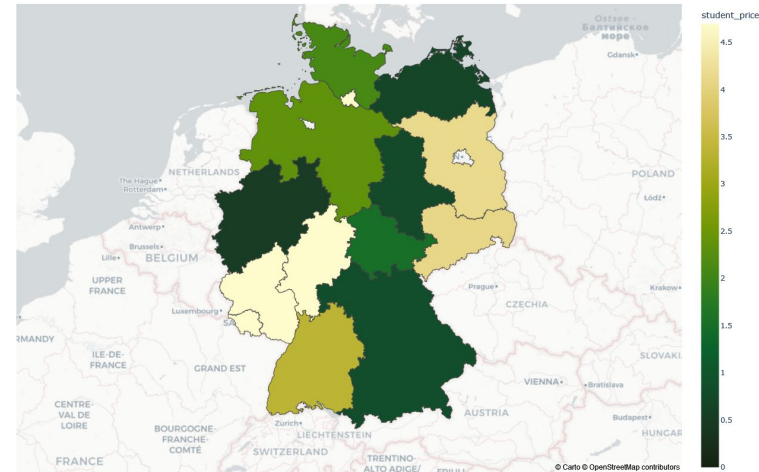 student_price
Ostsee -
Балтийское
море
Gdansk
4.5
4
3.5
3
2.5
2
1.5
1
0.5
0
NETHERLANDS
The Hague
Rotterdam
POLAND
Łódź
Antwerp
Brussels
BELGIUM
Lille
UPPER
FRANCE
Luxembourg
Prague
Krakow
CZECHIA
RMANDY
ILE-DE-
FRANCE
GRAND EST
SLOVAKI
VIENNA
Bratislava
CENTRE-
VAL DE
LOIRE
BOURGOGNE-
FRANCHE-
COMTÉ
Zurich
LIECHTENSTEIN
SWITZERLAND
AUSTRIA
Budapest
HUNGAR
FRANCE
TRENTINO-
ALTO ADIGE/
© Carto © OpenStreetMap contributors